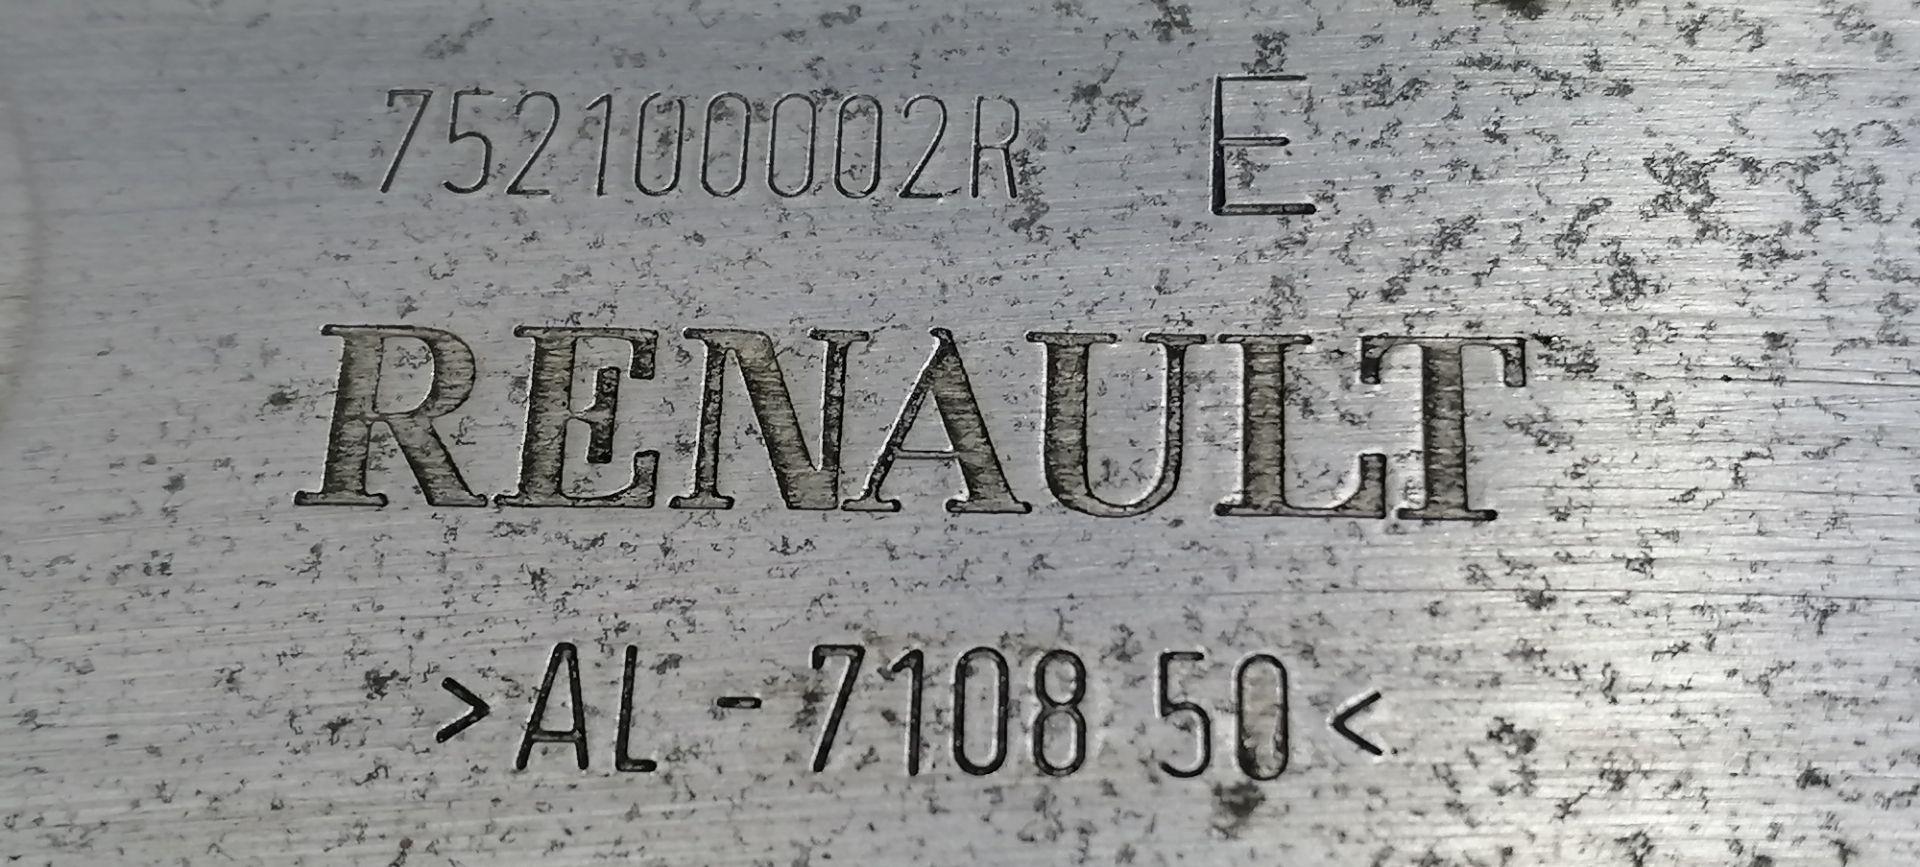 752100002R E
RENAULT
>AL-7108 50<